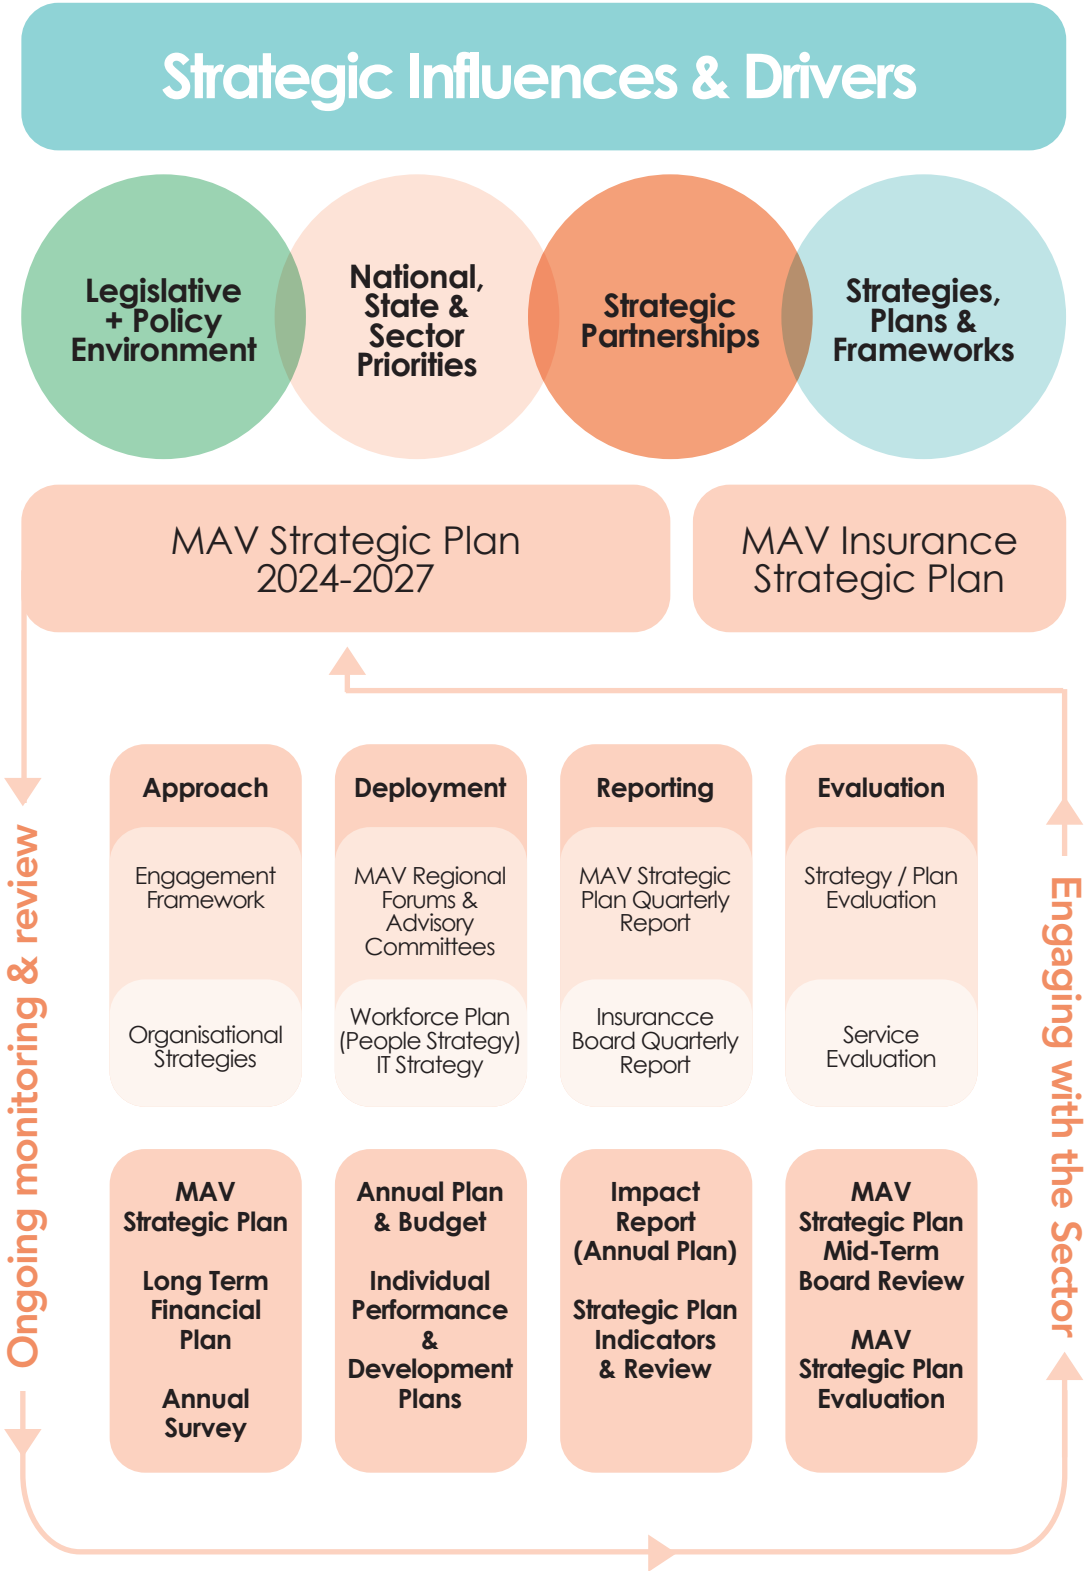 Strategic Influences & Drivers
Legislative
+ Policy
Environment
National,
State &
Sector
Priorities
Strategic
Partnerships
Strategies,
Plans &
Frameworks
MAV Strategic Plan
2024-2027
MAV Insurance
Strategic Plan
Ongoing monitoring & review
Approach
Engagement
Framework
Organisational
Strategies
Deployment
MAV Regional
Forums &
Advisory
Committees
Workforce Plan
(People Strategy)
IT Strategy
Reporting
MAV Strategic
Plan Quarterly
Report
Insurancce
Board Quarterly
Report
Evaluation
Strategy / Plan
Evaluation
Service
Evaluation
MAV
Strategic Plan
Long Term
Financial
Plan
Annual
Survey
Annual Plan
& Budget
Individual
Performance
&
Development
Plans
Impact
Report
(Annual Plan)
Strategic Plan
Indicators
& Review
MAV
Strategic Plan
Mid-Term
Board Review
MAV
Strategic Plan
Evaluation
Engaging with the Sector